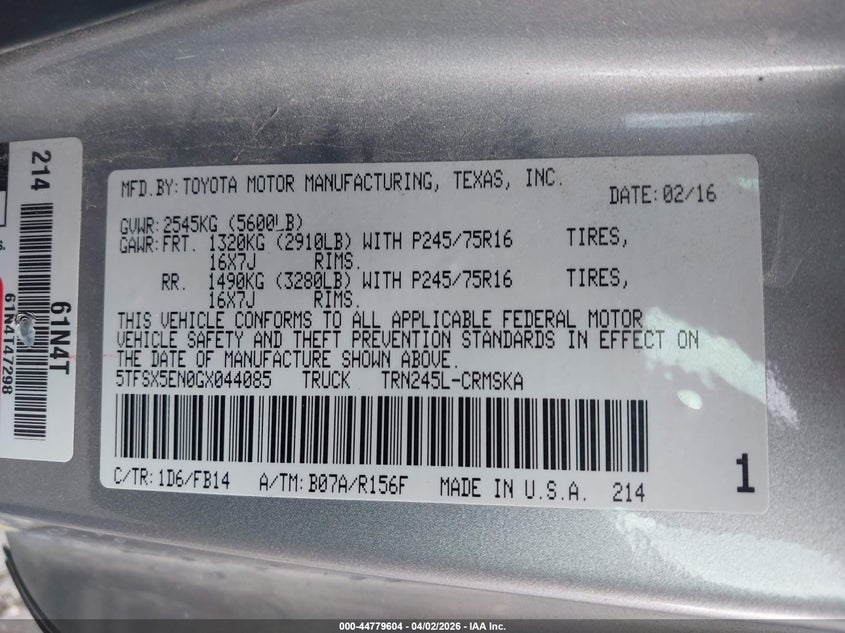 MFD.BY:TOYOTA MOTOR MANUFACTURING, TEXAS, INC. DATE:02/16
GVWR:2545KG (5600LB)
GAWR:FRT. 1320KG (2910LB) WITH P245/75R16 TIRES,
16X7J RIMS.
RR. 1490KG (3280LB) WITH P245/75R16 TIRES,
16X7J RIMS.
THIS VEHICLE CONFORMS TO ALL APPLICABLE FEDERAL MOTOR
VEHICLE SAFETY AND THEFT PREVENTION STANDARDS IN EFFECT ON
THE DATE OF MANUFACTURE SHOWN ABOVE.
5TFSX5EN0GX044085 TRUCK TRN245L-CRMSKA
C/TR:1D6/FB14 A/TM:B07A/R156F MADE IN U.S.A. 214
1
214
61N4T
61N4T47298
s.
000-44779604 - 04/02/2026 - IAA Inc.